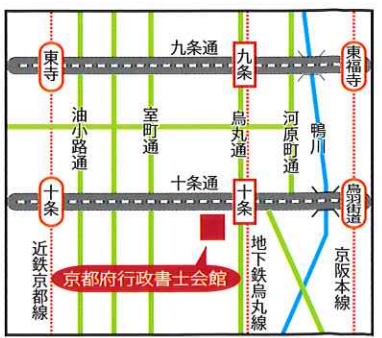 九条通
東寺
九条
東福寺
油小路通
室町通
烏丸通
河原町通
鴨川
十条通
十条
十条
鳥羽街道
近鉄京都線
地下鉄烏丸線
京阪本線
京都府行政書士会館